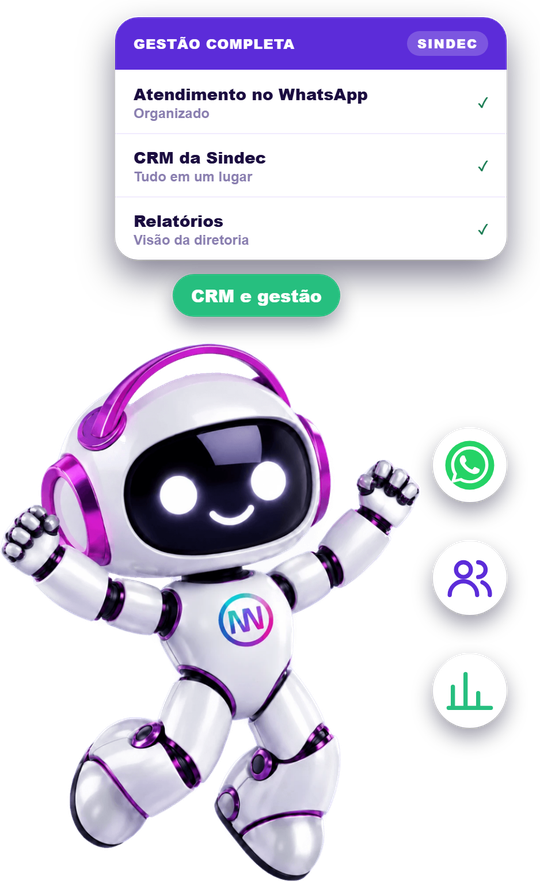 GESTÃO COMPLETA
SINDEC
Atendimento no WhatsApp
Organizado
CRM da Sindec
Tudo em um lugar
Relatórios
Visão da diretoria
CRM e gestão